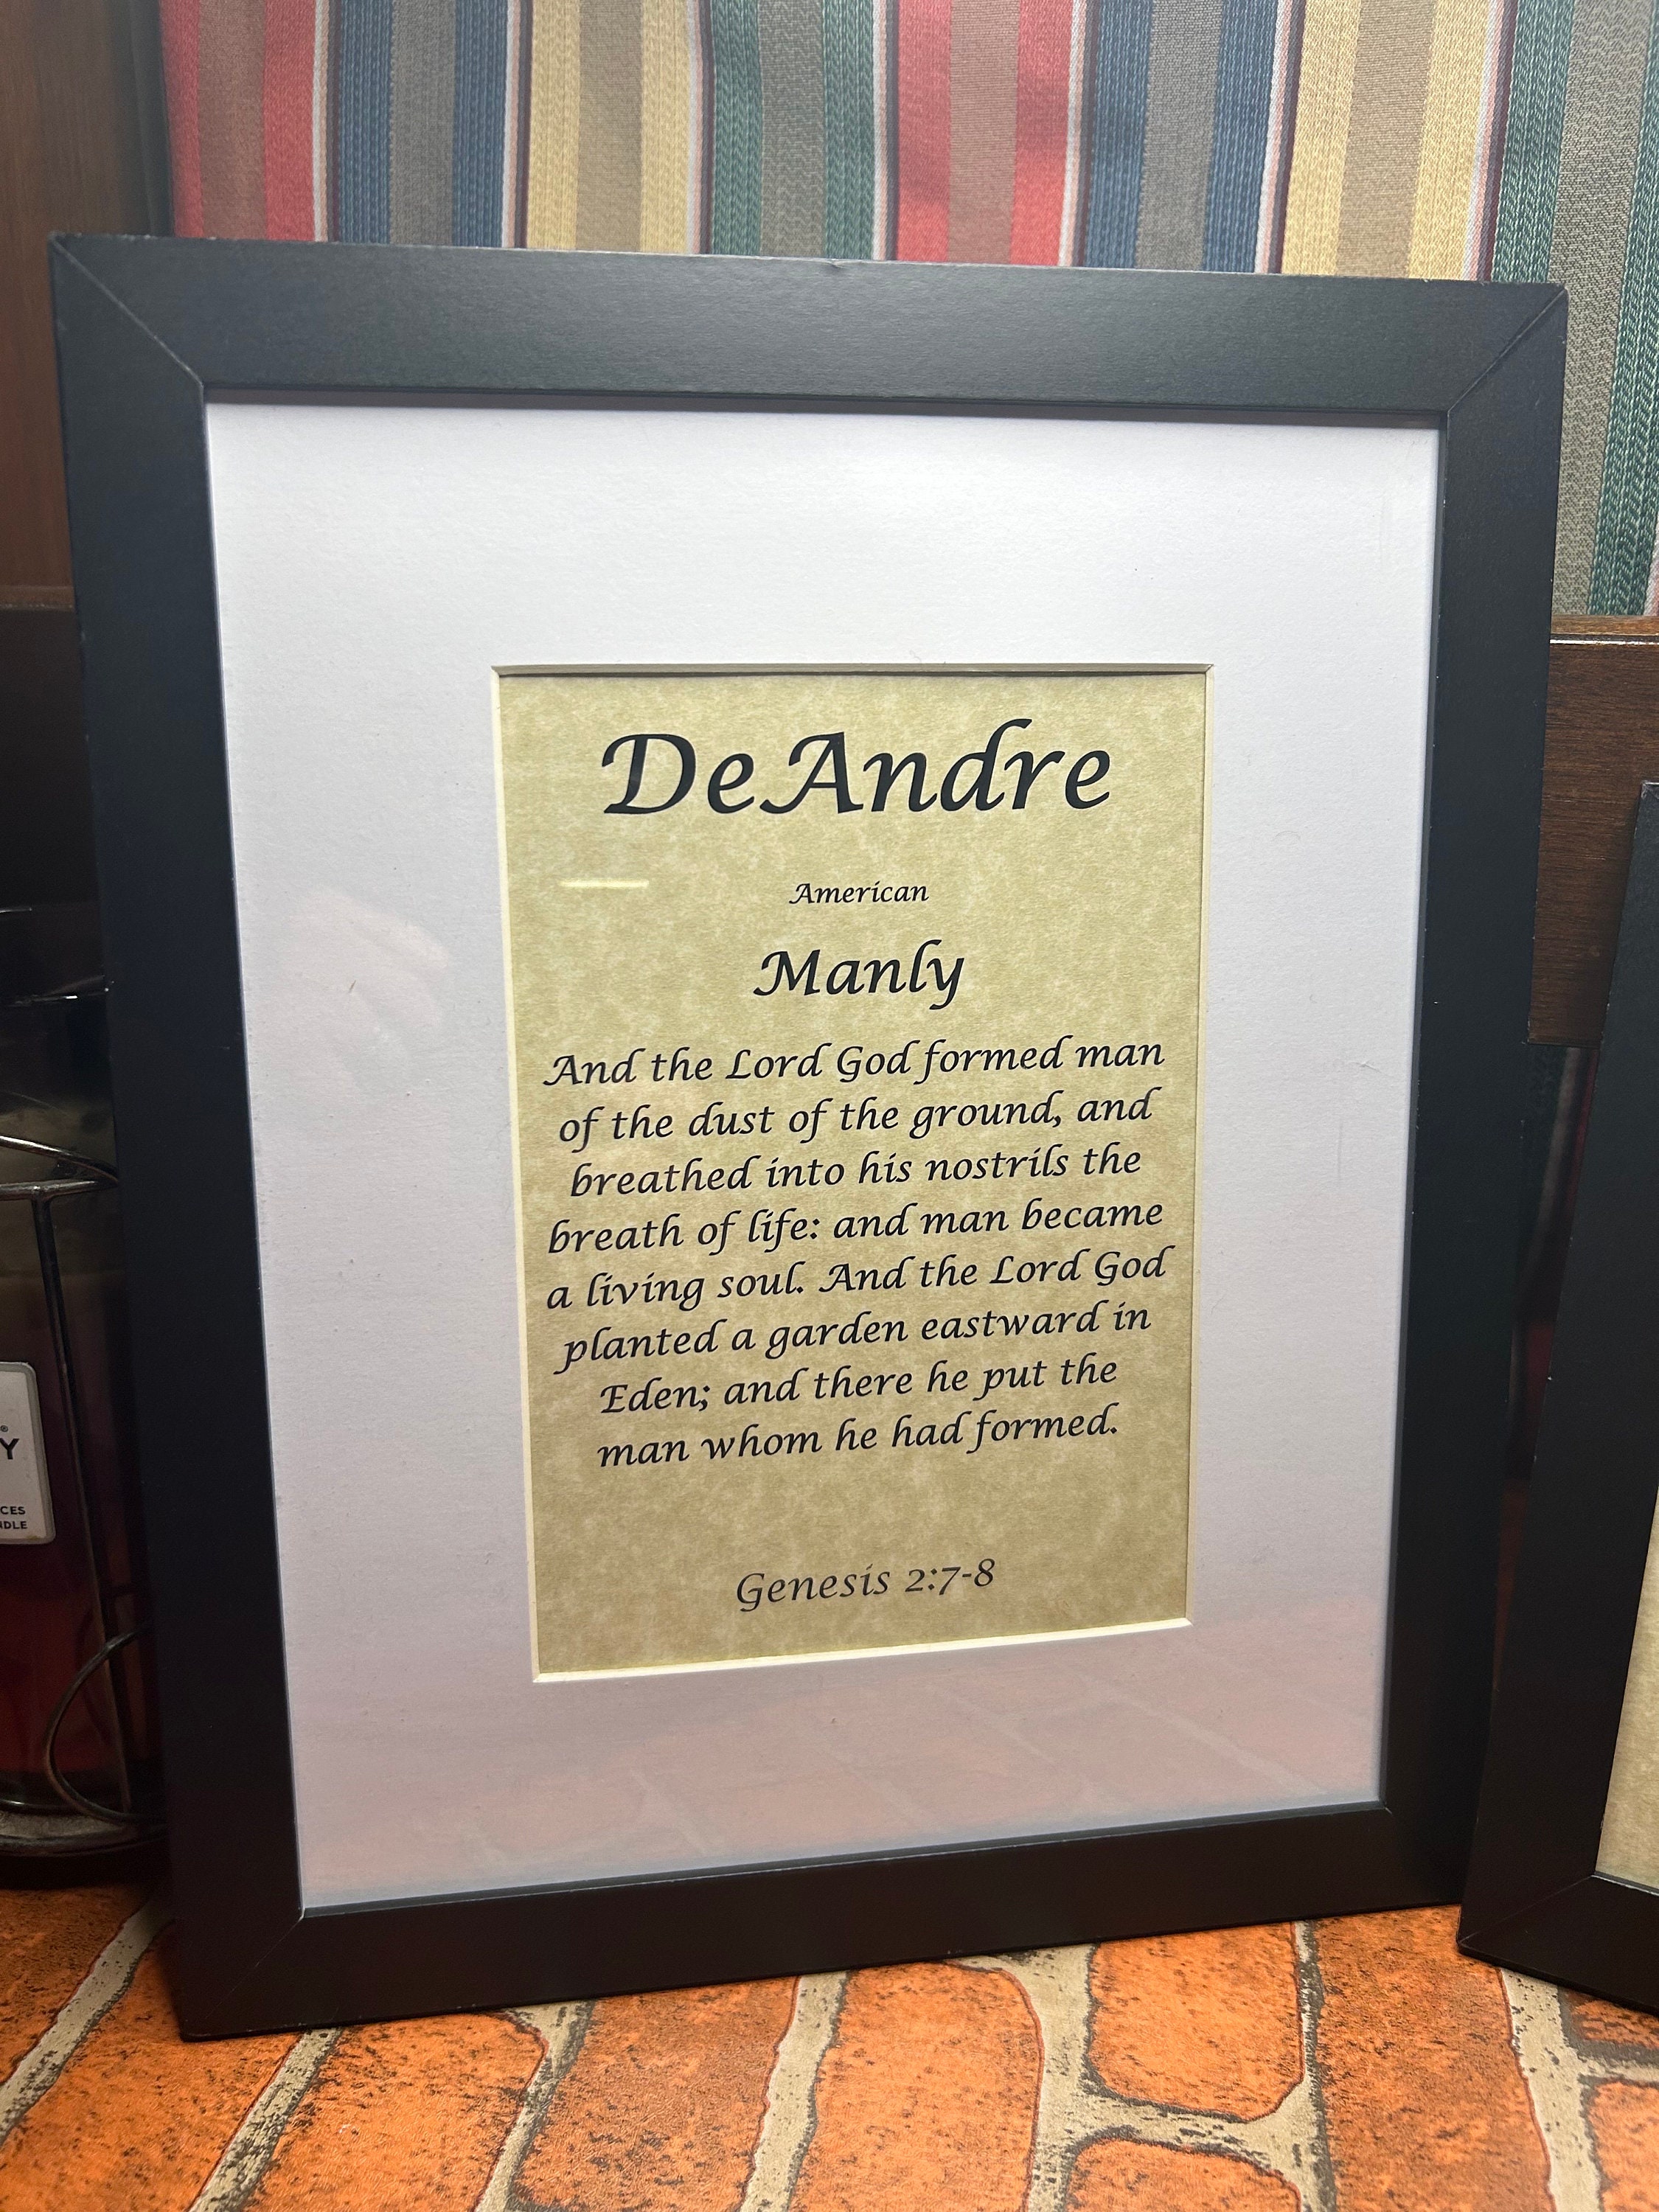 DeAndre
American
Manly
And the Lord God formed man
of the dust of the ground, and
breathed into his nostrils the
breath of life: and man became
a living soul. And the Lord God
planted a garden eastward in
Eden; and there he put the
man whom he had formed.
Genesis 2:7-8
®
Y
CES
NDLE